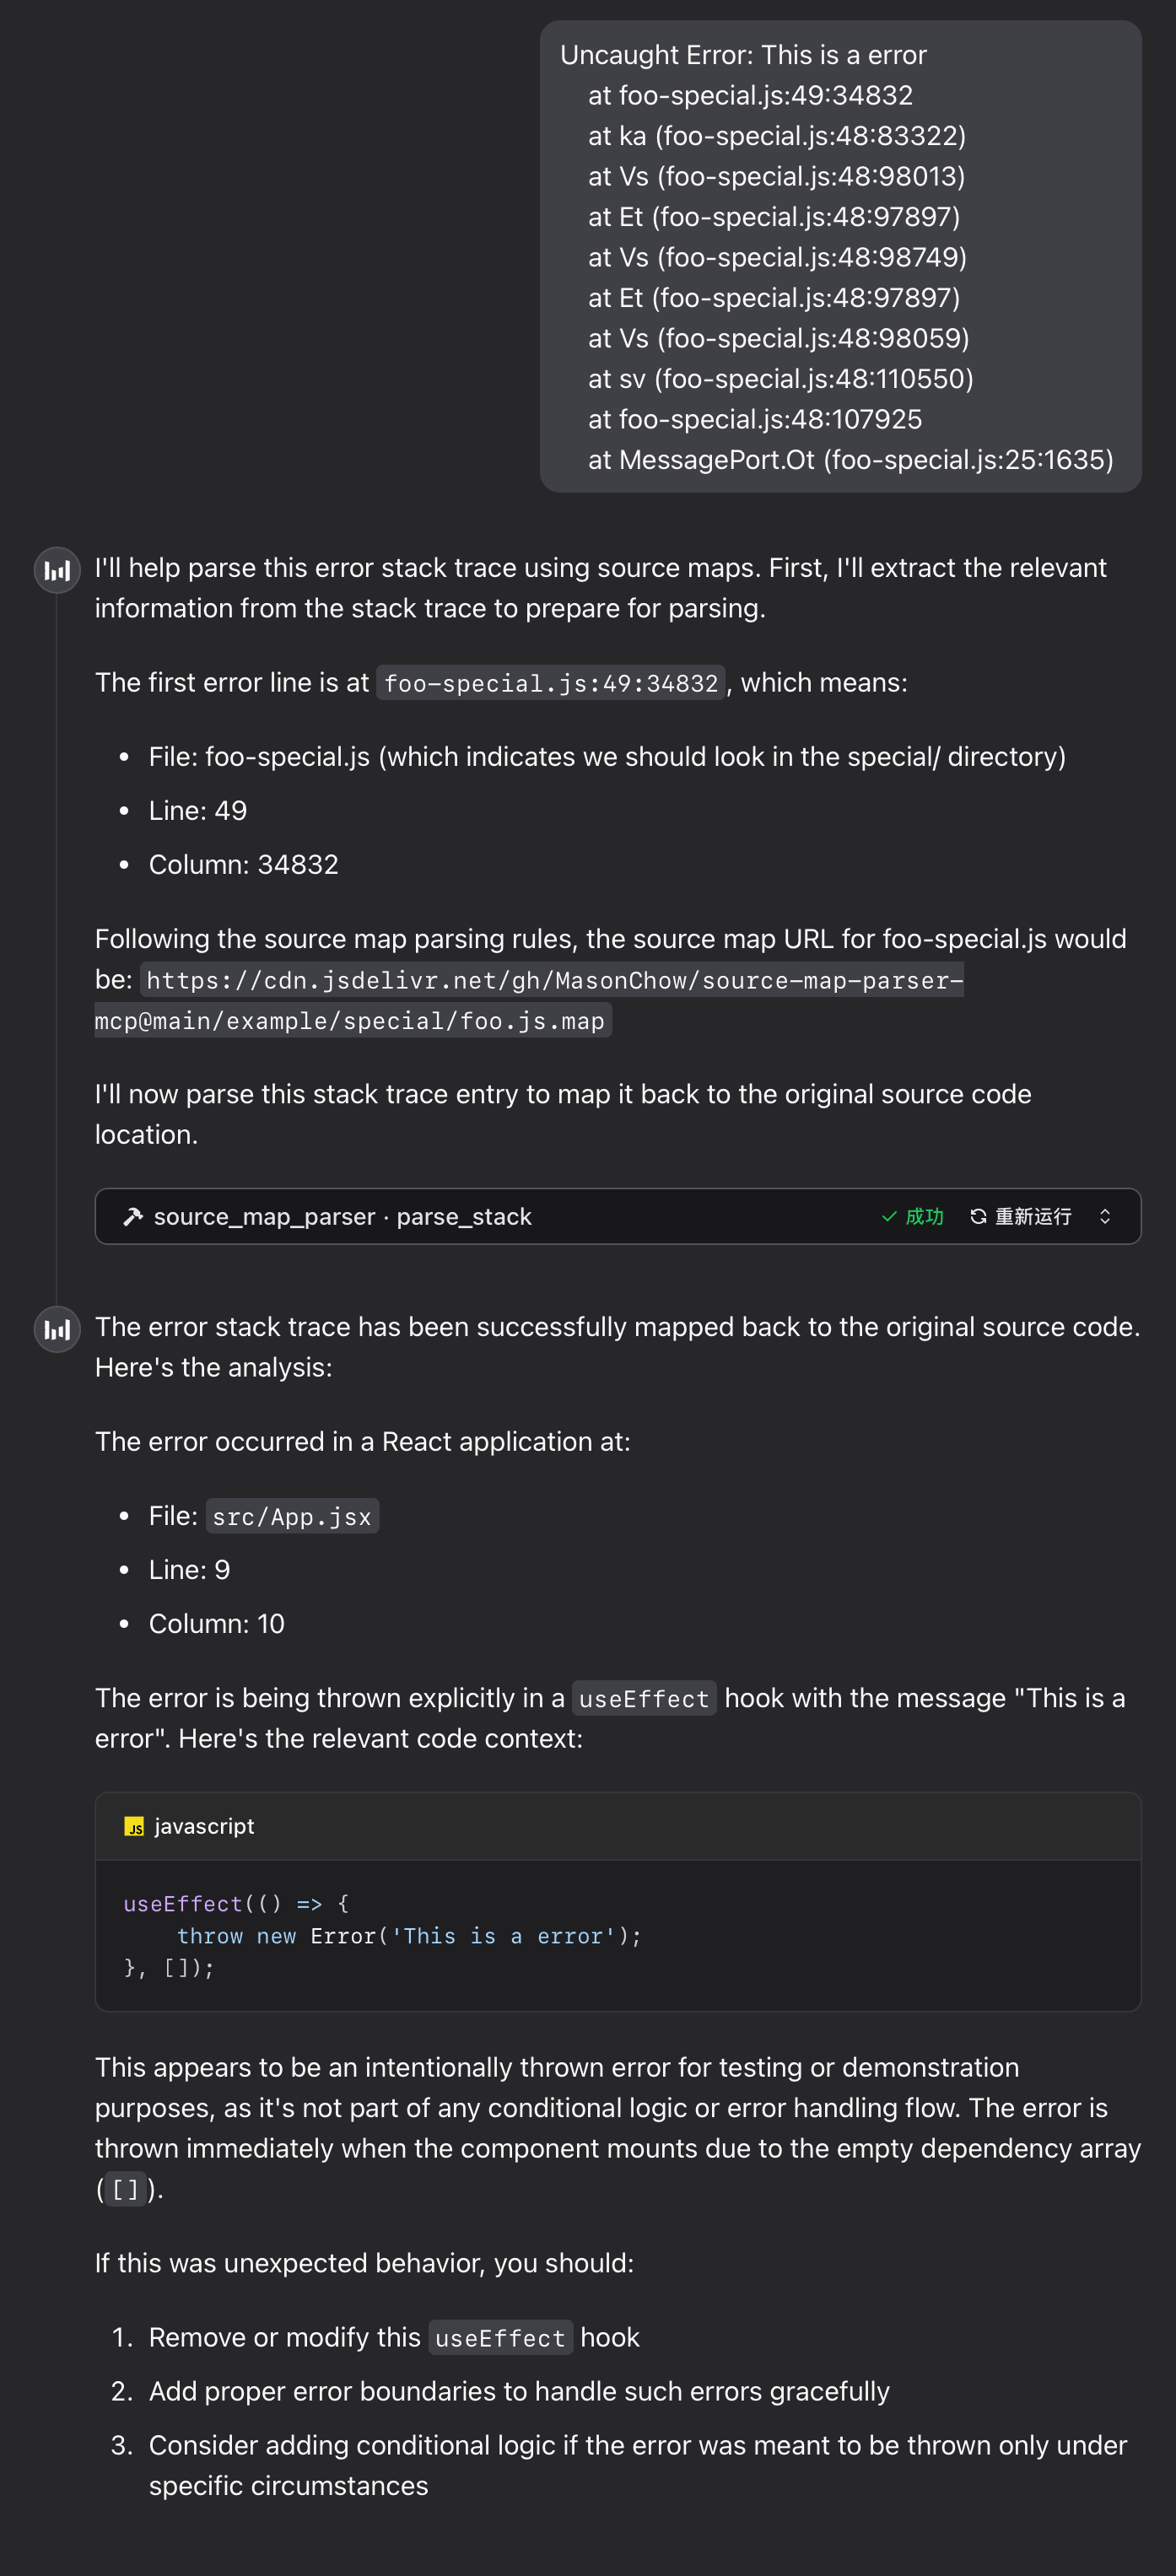 Uncaught Error: This is a error
at foo-special.js:49:34832
at ka (foo-special.js:48:83322)
at Vs (foo-special.js:48:98013)
at Et (foo-special.js:48:97897)
at Vs (foo-special.js:48:98749)
at Et (foo-special.js:48:97897)
at Vs (foo-special.js:48:98059)
at sv (foo-special.js:48:110550)
at foo-special.js:48:107925
at MessagePort.Ot (foo-special.js:25:1635)
I'll help parse this error stack trace using source maps. First, I'll extract the relevant
information from the stack trace to prepare for parsing.
The first error line is at foo-special.js:49:34832, which means:
• File: foo-special.js (which indicates we should look in the special/ directory)
• Line: 49
• Column: 34832
Following the source map parsing rules, the source map URL for foo-special.js would
be: https://cdn.jsdelivr.net/gh/MasonChow/source-map-parser-
mcp@main/example/special/foo.js.map
I'll now parse this stack trace entry to map it back to the original source code
location.
source_map_parser · parse_stack ✓ 成功 重新运行
The error stack trace has been successfully mapped back to the original source code.
Here's the analysis:
The error occurred in a React application at:
• File: src/App.jsx
• Line: 9
• Column: 10
The error is being thrown explicitly in a useEffect hook with the message "This is a
error". Here's the relevant code context:
JS javascript
useEffect(() => {
throw new Error('This is a error');
}, []);
This appears to be an intentionally thrown error for testing or demonstration
purposes, as it's not part of any conditional logic or error handling flow. The error is
thrown immediately when the component mounts due to the empty dependency array
([]).
If this was unexpected behavior, you should:
1. Remove or modify this useEffect hook
2. Add proper error boundaries to handle such errors gracefully
3. Consider adding conditional logic if the error was meant to be thrown only under
specific circumstances